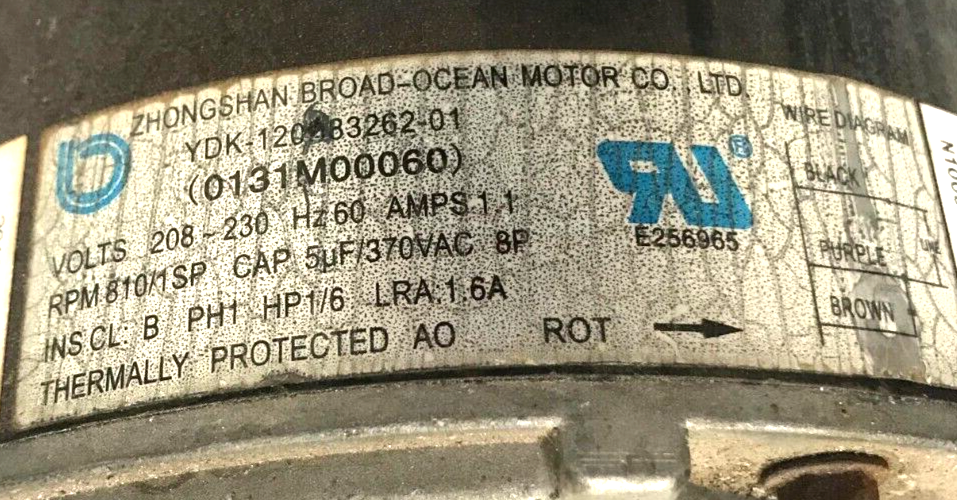 ZHONGSHAN BROAD-OCEAN MOTOR CO., LTD.
(0131M00060)
VOLTS 208~230 Hz 60 AMPS 1.1
RPM 810/1SP CAP 5µF/370VAC 8P
INS CL: B PH1 HP1/6 LRA.1.6A
THERMALLY PROTECTED AO ROT
®
E256965
WIRE DIAGRAM
BLACK
PURPLE
LINE
BROWN